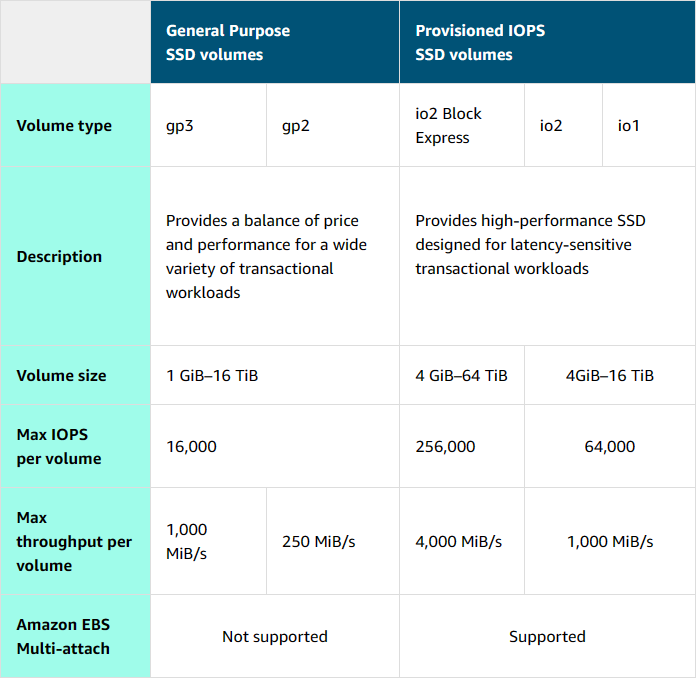 General Purpose
SSD volumes
Provisioned IOPS
SSD volumes
Volume type
gp3
gp2
io2 Block
Express
io2
io1
Description
Provides a balance of price
and performance for a wide
variety of transactional
workloads
Provides high-performance SSD
designed for latency-sensitive
transactional workloads
Volume size
1 GiB–16 TiB
4 GiB–64 TiB
4GiB–16 TiB
Max IOPS
per volume
16,000
256,000
64,000
Max
throughput per
volume
1,000
MiB/s
250 MiB/s
4,000 MiB/s
1,000 MiB/s
Amazon EBS
Multi-attach
Not supported
Supported